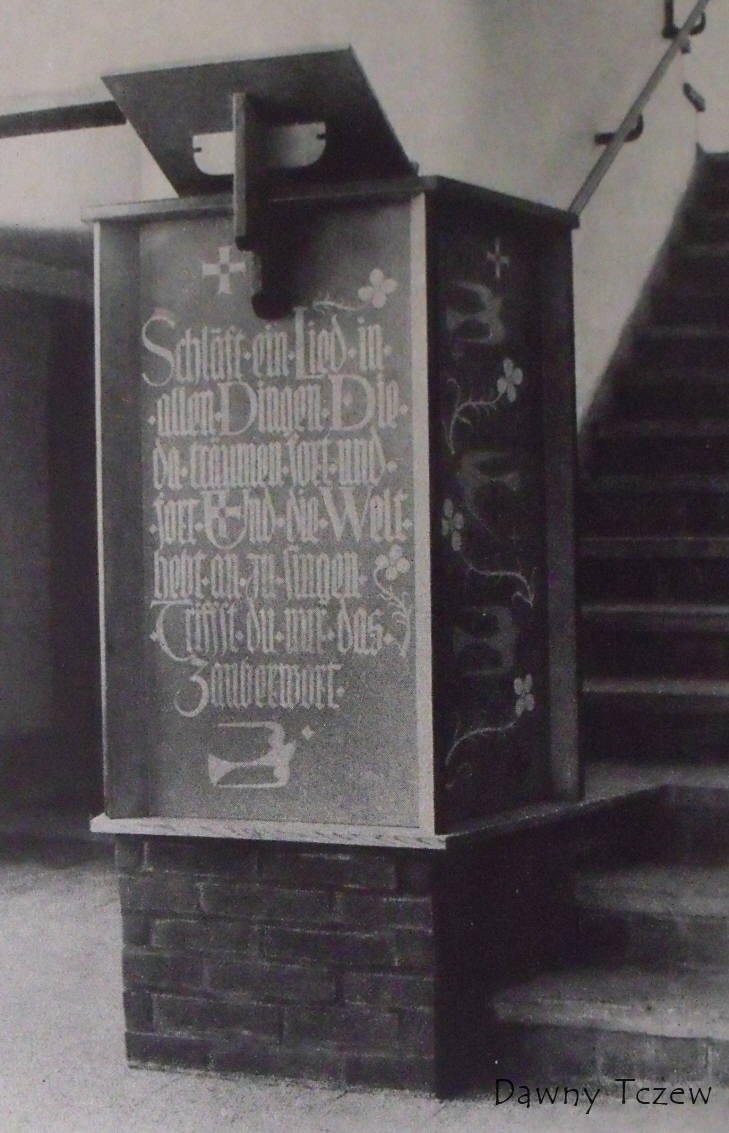 Schläft·ein·Lied·in·
·allen·Dingen·Die·
da·träumen·fort·und·
·fort·Und·die·Welt·
hebt·an·zu·singen·
·Triffst·du·nur·das·
Zauberwort·
Dawny Tczew